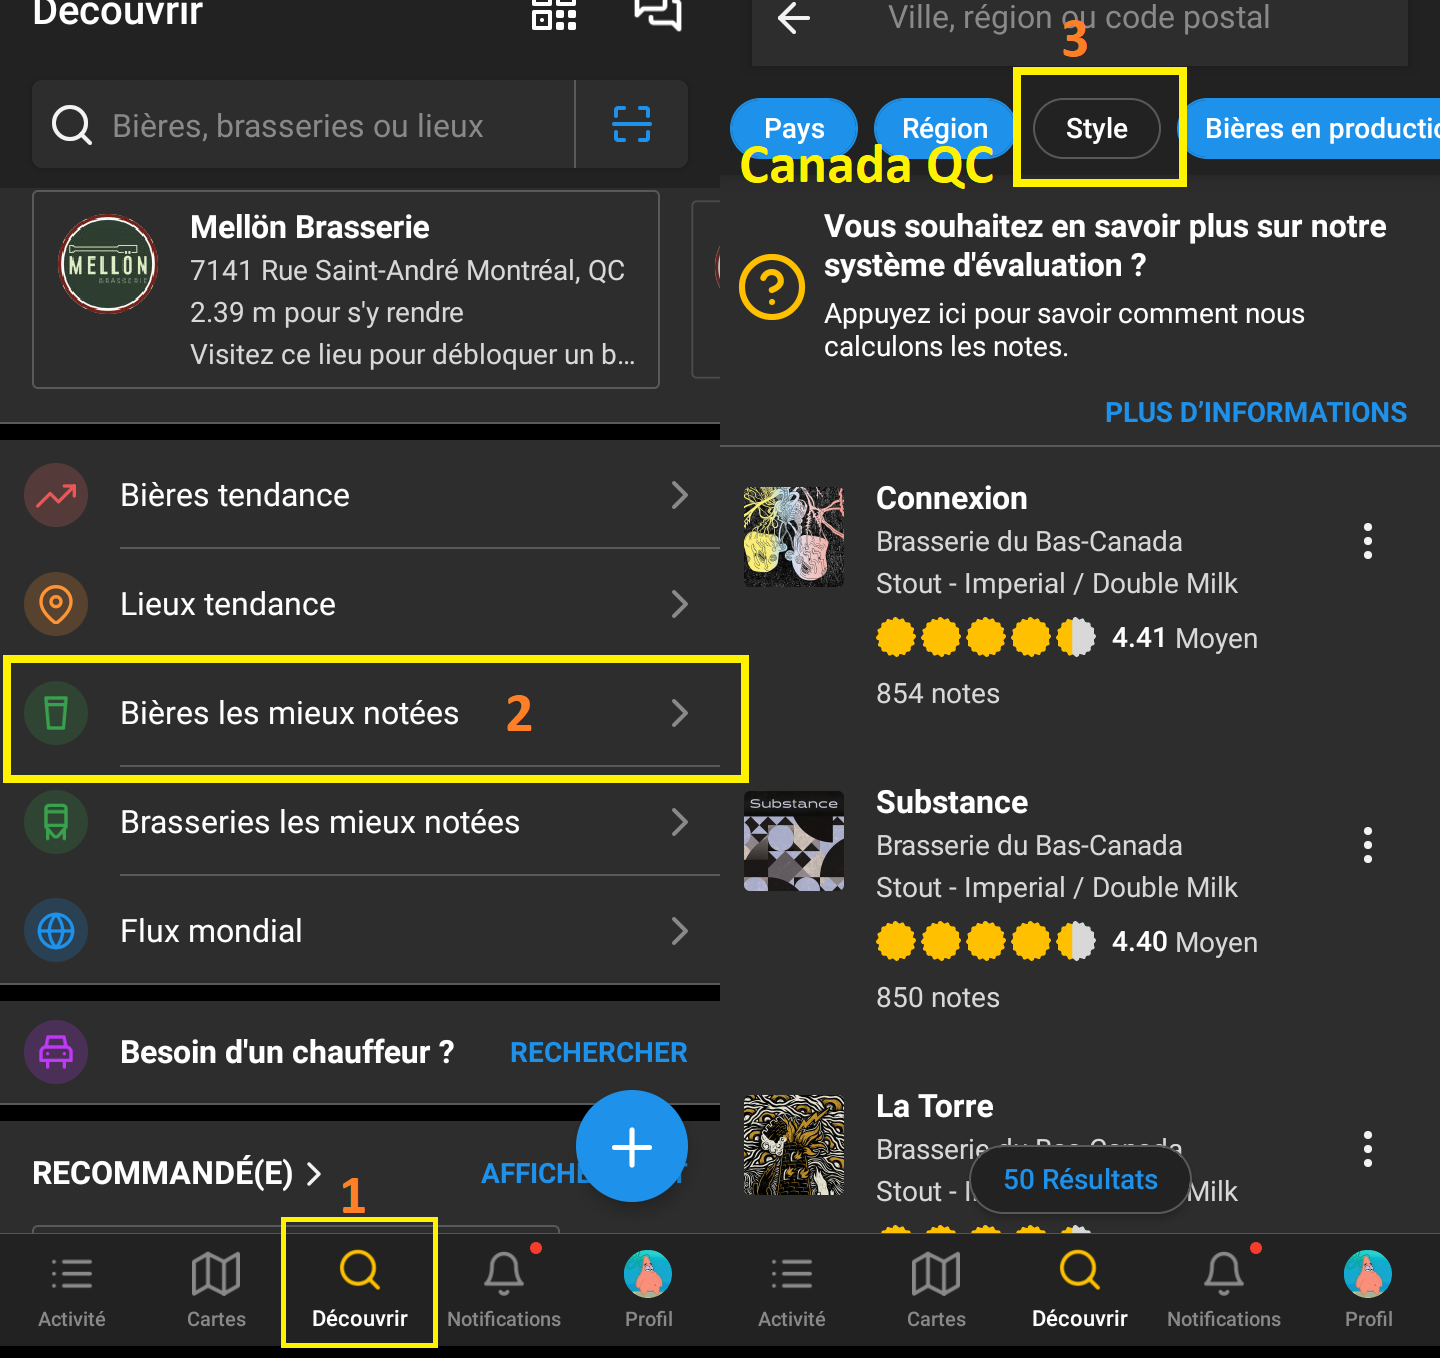 Découvrir
Bières, brasseries ou lieux
MELLÖN
BRASSERIE
Mellön Brasserie
7141 Rue Saint-André Montréal, QC
2.39 m pour s'y rendre
Visitez ce lieu pour débloquer un b...
Bières tendance
Lieux tendance
Bières les mieux notées
2
Brasseries les mieux notées
Flux mondial
Besoin d'un chauffeur ?
RECHERCHER
RECOMMANDÉ(E)
AFFICHE
1
Activité
Cartes
Découvrir
Notifications
Profil
Ville, région ou code postal
3
Pays
Région
Style
Bières en productio
Canada QC
Vous souhaitez en savoir plus sur notre
système d'évaluation ?
Appuyez ici pour savoir comment nous
calculons les notes.
PLUS D’INFORMATIONS
Connexion
Brasserie du Bas-Canada
Stout - Imperial / Double Milk
4.41 Moyen
854 notes
Substance
Substance
Brasserie du Bas-Canada
Stout - Imperial / Double Milk
4.40 Moyen
850 notes
La Torre
Brasserie du Bas-Canada
Stout - I Milk
50 Résultats
Activité
Cartes
Découvrir
Notifications
Profil